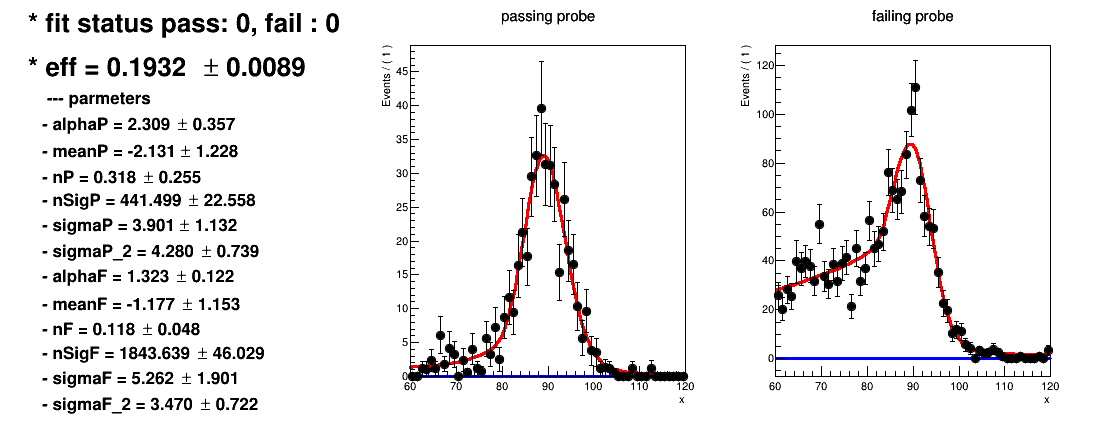 * fit status pass: 0, fail : 0
* eff = 0.1932 ± 0.0089
--- parmeters
- alphaP = 2.309 ± 0.357
- meanP = -2.131 ± 1.228
- nP = 0.318 ± 0.255
- nSigP = 441.499 ± 22.558
- sigmaP = 3.901 ± 1.132
- sigmaP_2 = 4.280 ± 0.739
- alphaF = 1.323 ± 0.122
- meanF = -1.177 ± 1.153
- nF = 0.118 ± 0.048
- nSigF = 1843.639 ± 46.029
- sigmaF = 5.262 ± 1.901
- sigmaF_2 = 3.470 ± 0.722
passing probe
Events / ( 1 )
45
40
35
30
25
20
15
10
5
0
60 70 80 90 100 110 120
x
failing probe
Events / ( 1 )
120
100
80
60
40
20
0
60 70 80 90 100 110 120
x